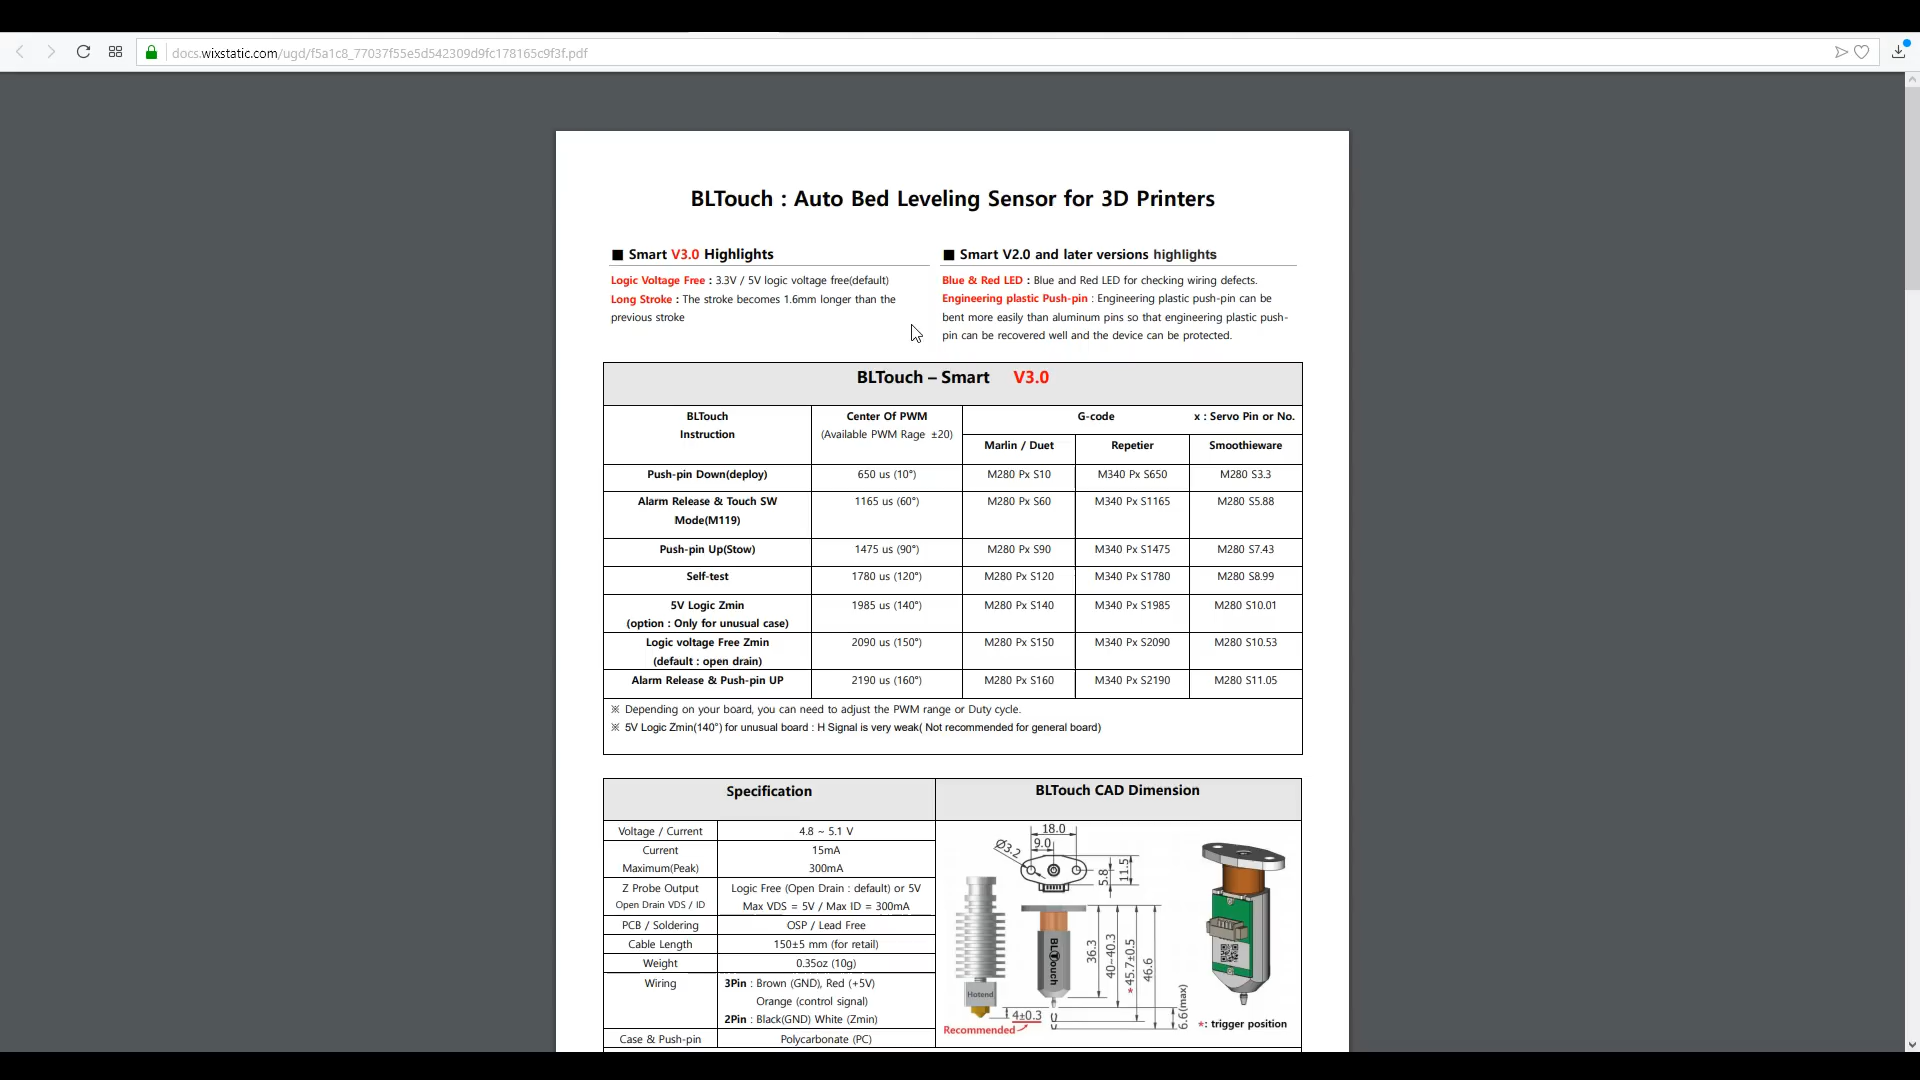 docs.wixstatic.com/ugd/f5a1c8_77037f55e5d542309d9fc178165c9f3f.pdf
BLTouch : Auto Bed Leveling Sensor for 3D Printers
■ Smart V3.0 Highlights
Logic Voltage Free : 3.3V / 5V logic voltage free(default)
Long Stroke : The stroke becomes 1.6mm longer than the
previous stroke
■ Smart V2.0 and later versions highlights
Blue & Red LED : Blue and Red LED for checking wiring defects.
Engineering plastic Push-pin : Engineering plastic push-pin can be
bent more easily than aluminum pins so that engineering plastic push-
pin can be recovered well and the device can be protected.
BLTouch – Smart V3.0
BLTouch
Instruction
Center Of PWM
(Available PWM Rage ±20)
G-code
x : Servo Pin or No.
Marlin / Duet
Repetier
Smoothieware
Push-pin Down(deploy) 650 us (10°) M280 Px S10 M340 Px S650 M280 S3.3
Alarm Release & Touch SW
Mode(M119)
1165 us (60°) M280 Px S60 M340 Px S1165 M280 S5.88
Push-pin Up(Stow) 1475 us (90°) M280 Px S90 M340 Px S1475 M280 S7.43
Self-test 1780 us (120°) M280 Px S120 M340 Px S1780 M280 S8.99
5V Logic Zmin
(option : Only for unusual case)
1985 us (140°) M280 Px S140 M340 Px S1985 M280 S10.01
Logic voltage Free Zmin
(default : open drain)
2090 us (150°) M280 Px S150 M340 Px S2090 M280 S10.53
Alarm Release & Push-pin UP 2190 us (160°) M280 Px S160 M340 Px S2190 M280 S11.05
※ Depending on your board, you can need to adjust the PWM range or Duty cycle.
※ 5V Logic Zmin(140°) for unusual board : H Signal is very weak( Not recommended for general board)
Specification
Voltage / Current 4.8 ~ 5.1 V
Current
Maximum(Peak)
15mA
300mA
Z Probe Output
Open Drain VDS / ID
Logic Free (Open Drain : default) or 5V
Max VDS = 5V / Max ID = 300mA
PCB / Soldering OSP / Lead Free
Cable Length 150±5 mm (for retail)
Weight 0.35oz (10g)
Wiring
3Pin : Brown (GND), Red (+5V)
Orange (control signal)
2Pin : Black(GND) White (Zmin)
Case & Push-pin Polycarbonate (PC)
BLTouch CAD Dimension
18.0
9.0
Ø3.2
5.8
11.5
BLTouch
36.3
40~40.3
*45.7±0.5
46.6
6.6(max)
Hotend
4±0.3
Recommended
*: trigger position